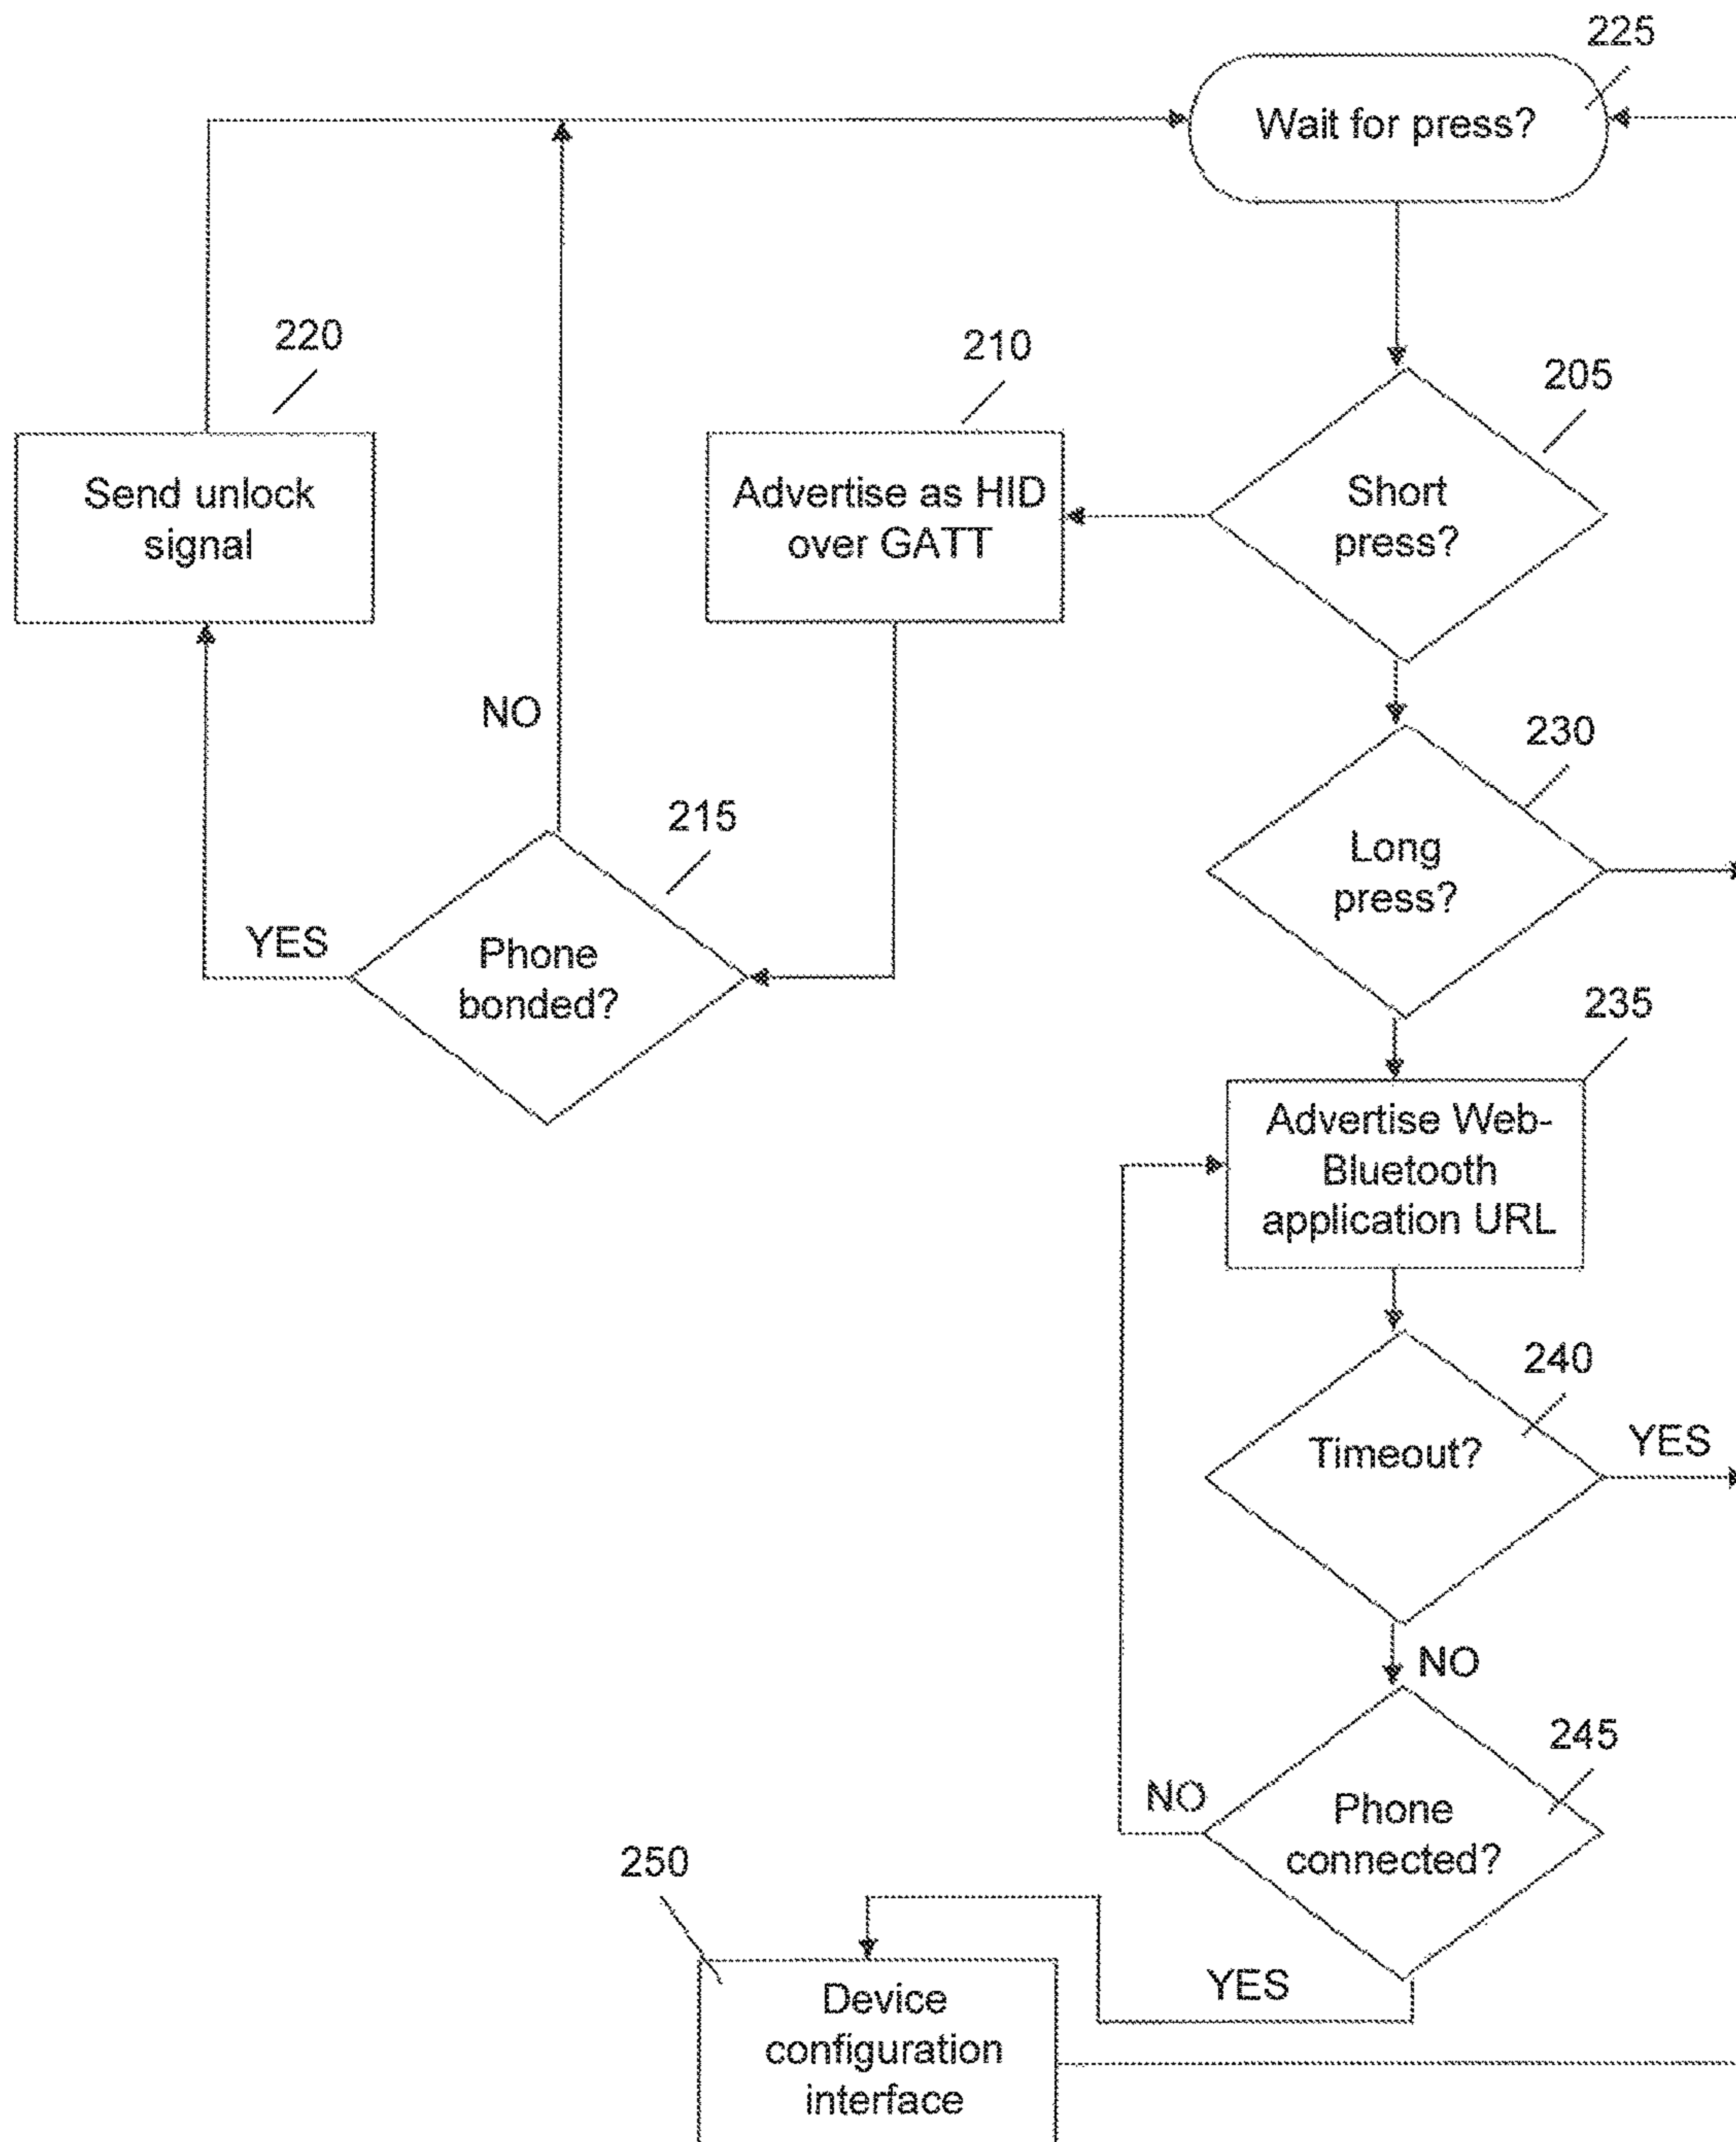 225
Wait for press?
220
210
205
Send unlock
signal
Advertise as HID
over GATT
Short
press?
NO
230
215
Long
press?
YES
Phone
bonded?
235
Advertise Web-
Bluetooth
application URL
240
Timeout?
YES
NO
245
NO
Phone
connected?
250
YES
Device
configuration
interface